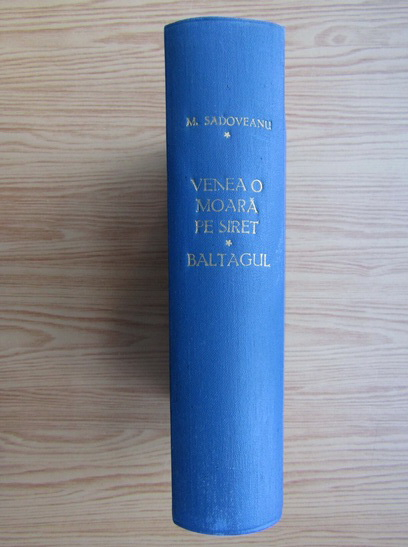 M. SADOVEANU
VENEA O
MOARĂ
PE SIRET
BALTAGUL